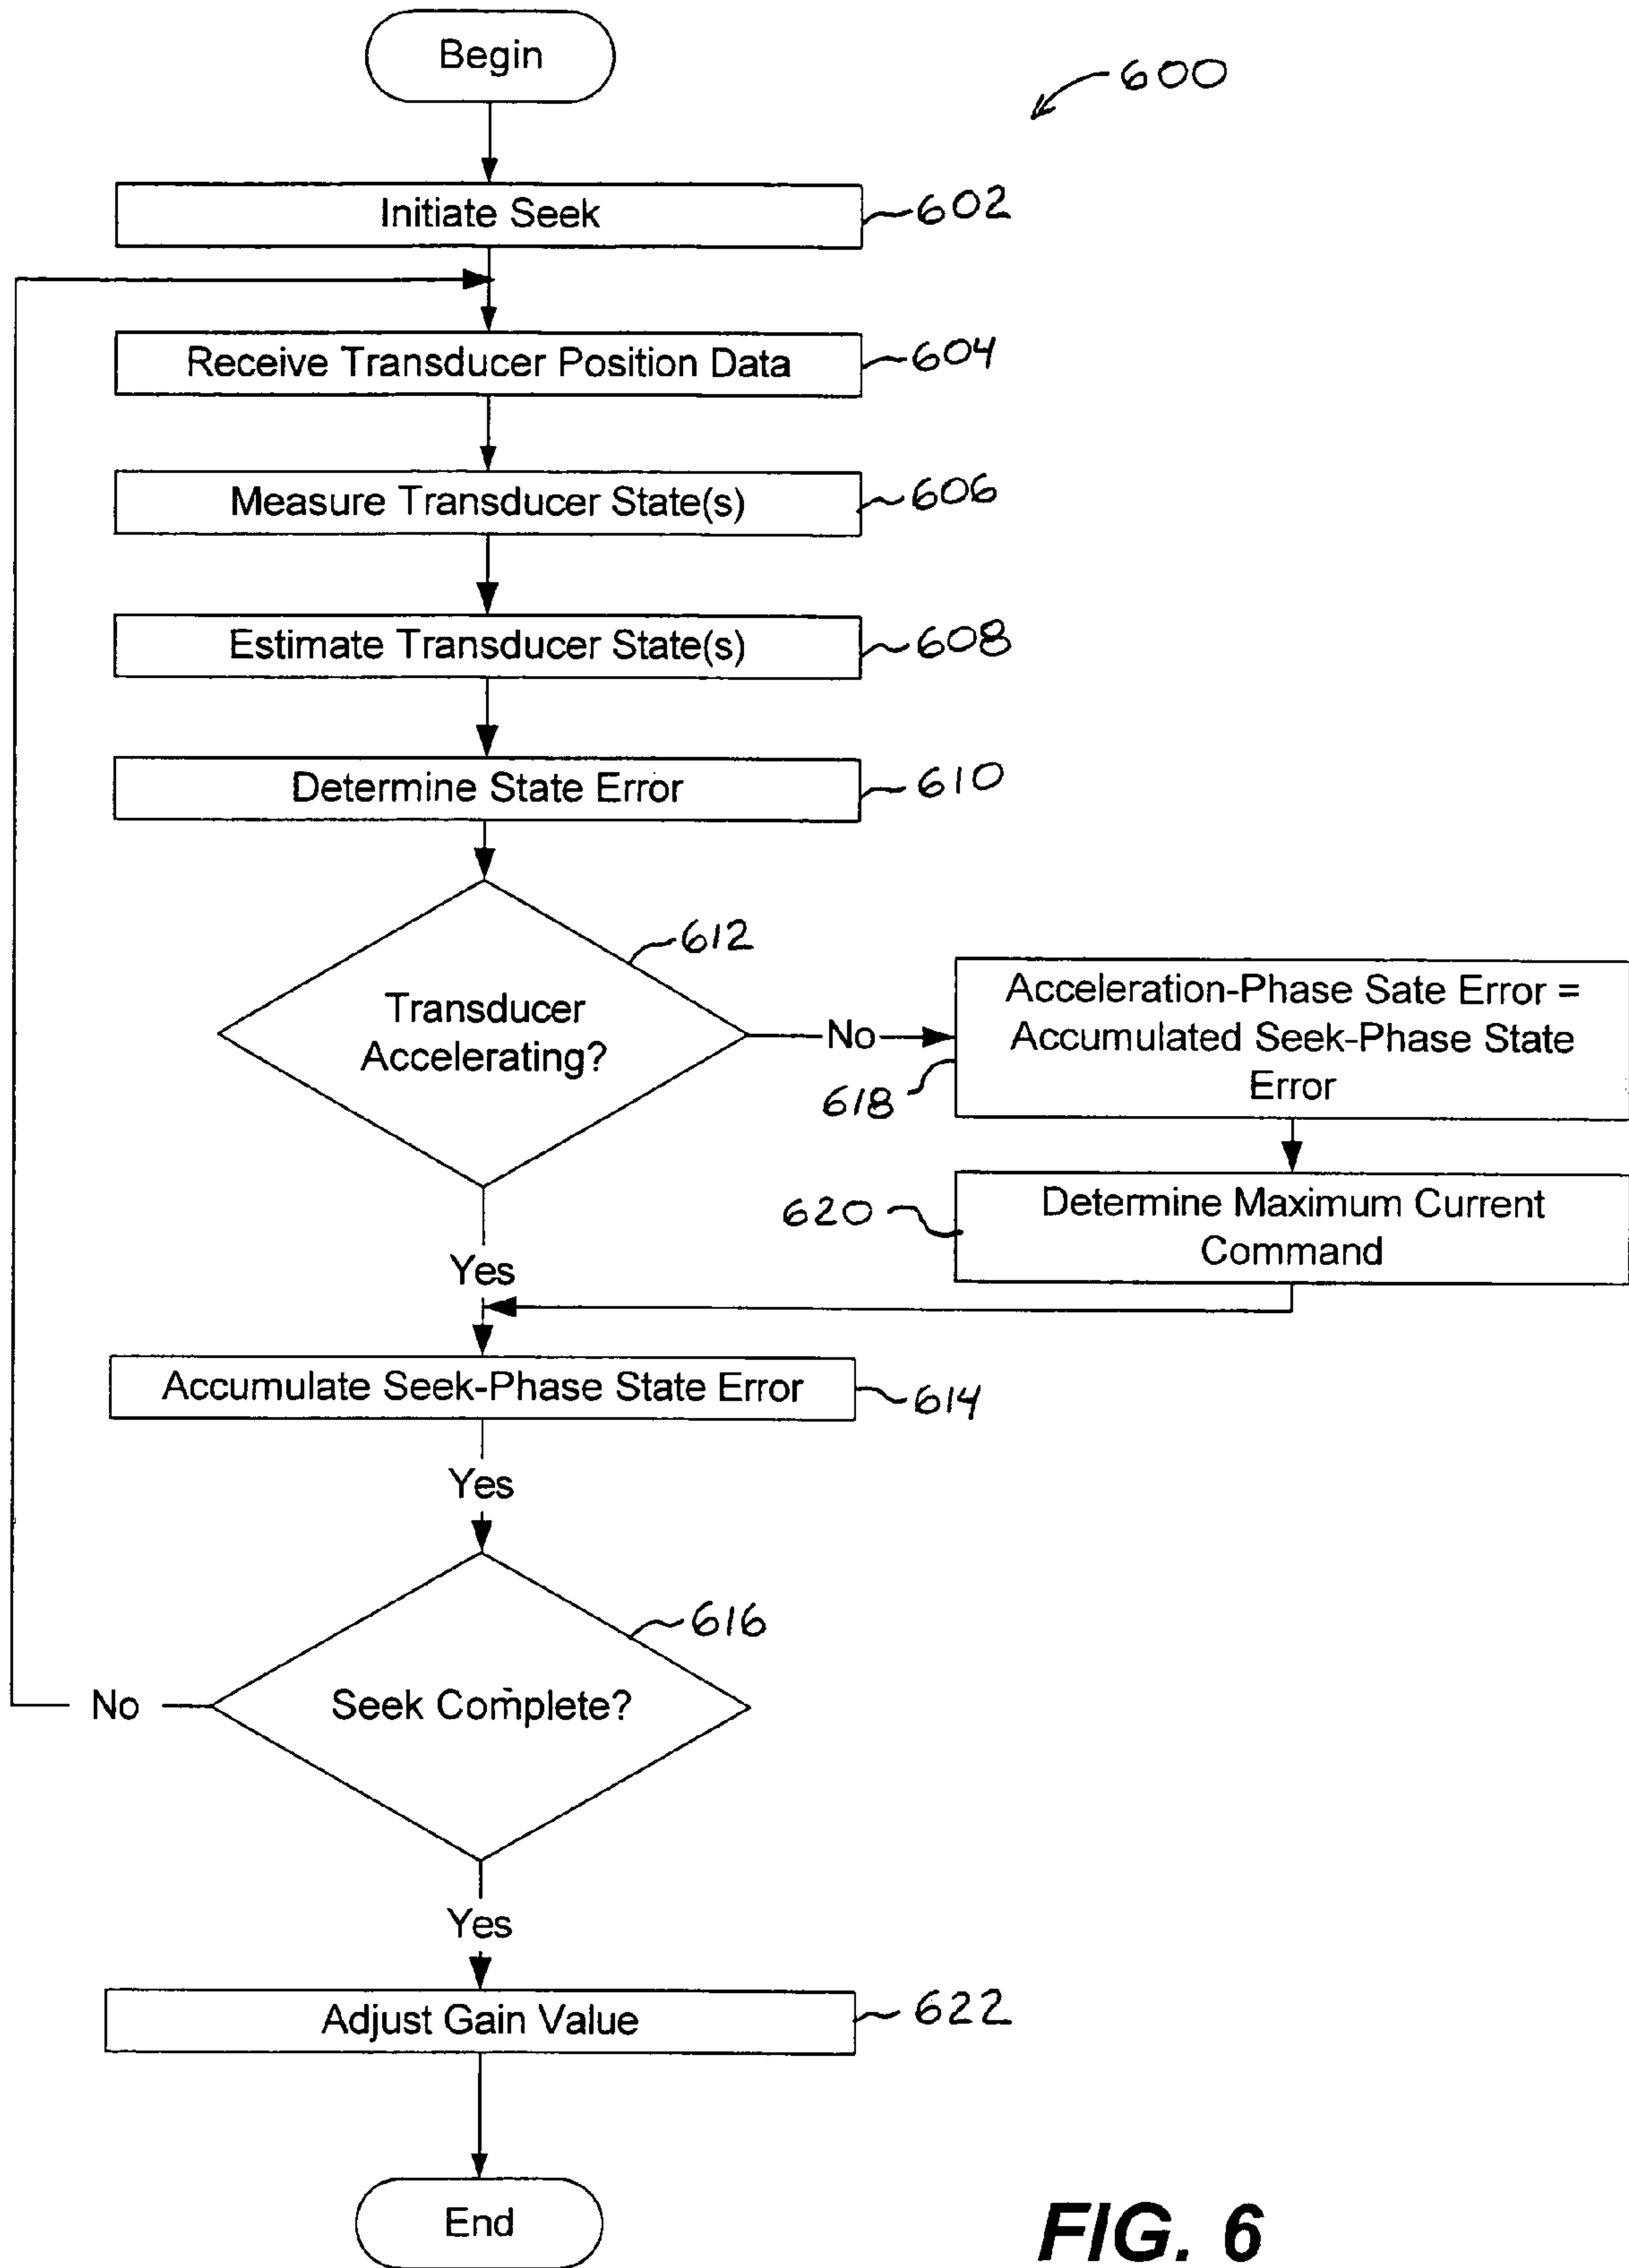 Begin
600
Initiate Seek
602
Receive Transducer Position Data
604
Measure Transducer State(s)
606
Estimate Transducer State(s)
608
Determine State Error
610
612
Transducer
Accelerating?
No
Acceleration-Phase Sate Error =
Accumulated Seek-Phase State
Error
618
620
Determine Maximum Current
Command
Yes
Accumulate Seek-Phase State Error
614
Yes
616
Seek Complete?
No
Yes
Adjust Gain Value
622
End
FIG. 6